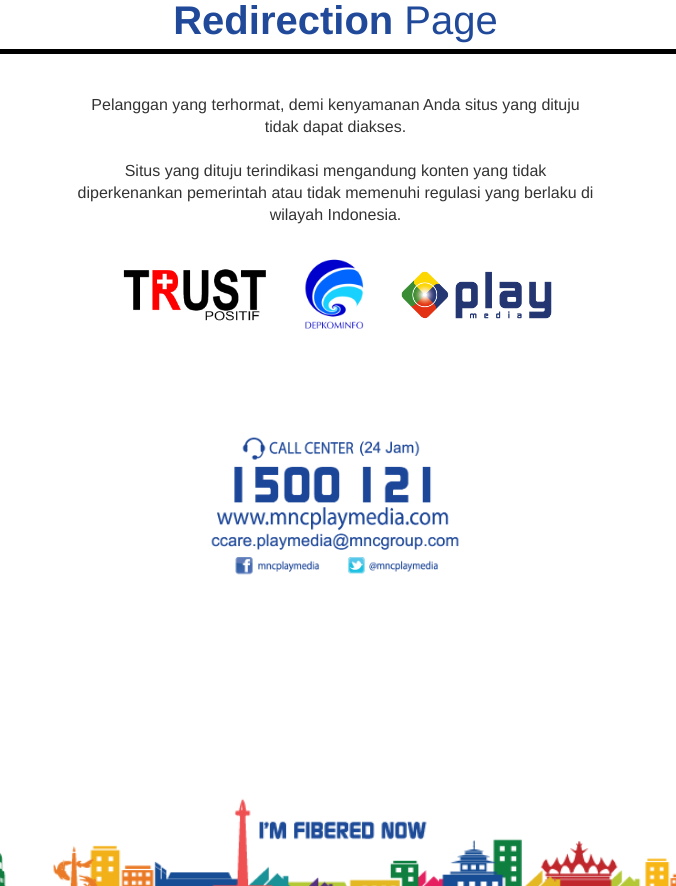 Redirection Page
Pelanggan yang terhormat, demi kenyamanan Anda situs yang dituju
tidak dapat diakses.
Situs yang dituju terindikasi mengandung konten yang tidak
diperkenankan pemerintah atau tidak memenuhi regulasi yang berlaku di
wilayah Indonesia.
TRUST
POSITIF
DEPKOMINFO
play
media
CALL CENTER (24 Jam)
1500 121
www.mncplaymedia.com
ccare.playmedia@mncgroup.com
f mncplaymedia @mncplaymedia
I'M FIBERED NOW